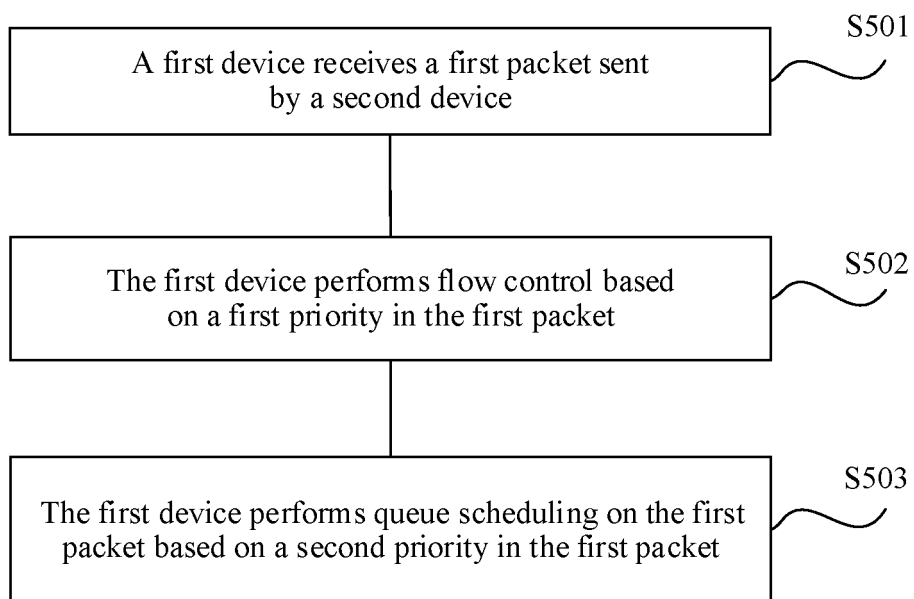 S501
A first device receives a first packet sent
by a second device
S502
The first device performs flow control based
on a first priority in the first packet
S503
The first device performs queue scheduling on the first
packet based on a second priority in the first packet